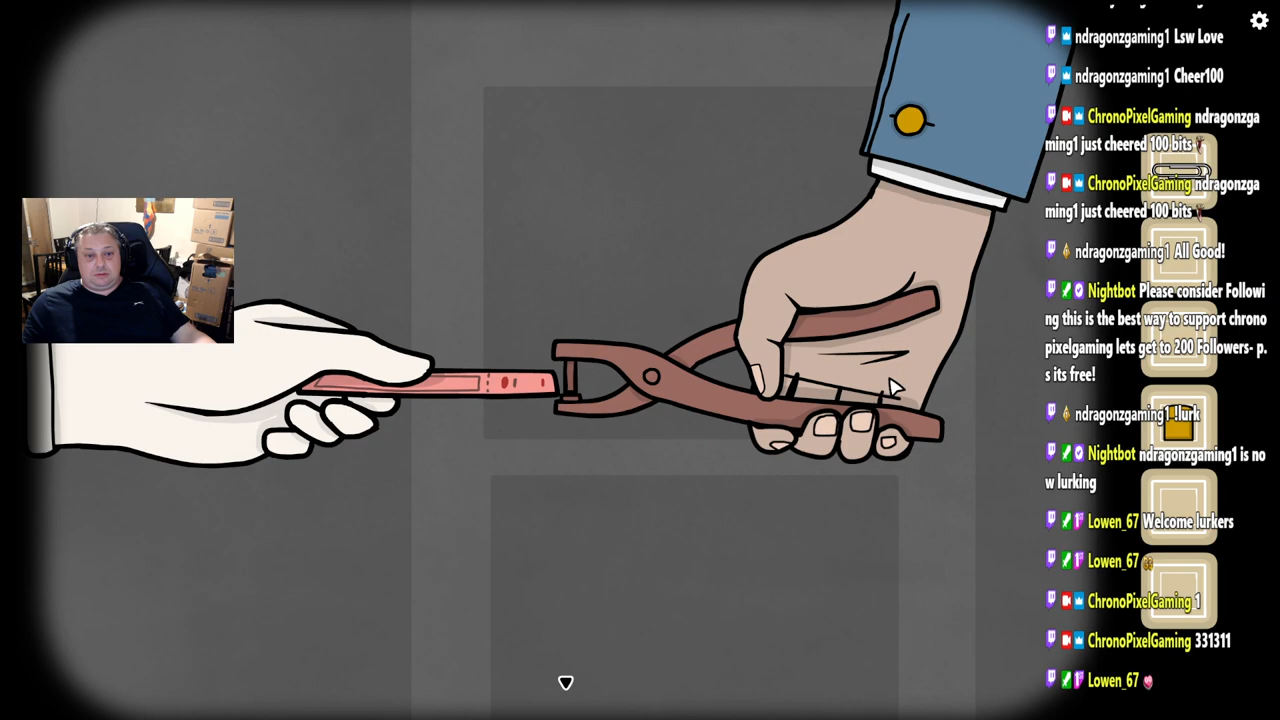 ndragonzgaming1 Lsw Love
ndragonzgaming1 Cheer100
ChronoPixelGaming ndragonzga
ming1 just cheered 100 bits
ChronoPixelGaming ndragonzga
ming1 just cheered 100 bits
ndragonzgaming1 All Good!
Nightbot Please consider Followi
ng this is the best way to support chrono
pixelgaming lets get to 200 Followers- p.
s its free!
ndragonzgaming1 !lurk
Nightbot ndragonzgaming1 is no
w lurking
Lowen_67 Welcome lurkers
Lowen_67
ChronoPixelGaming 1
ChronoPixelGaming 331311
Lowen_67